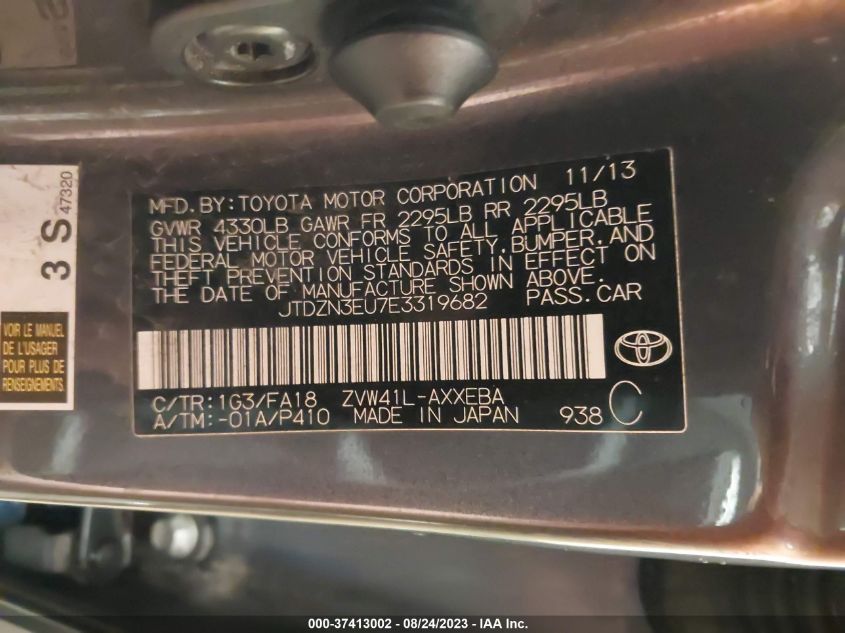 3 S 47320
VOIR LE MANUEL
DE L'USAGER
POUR PLUS DE
RENSEIGNEMENT
MFD. BY: TOYOTA MOTOR CORPORATION 11/13
GVWR 4330LB GAWR FR 2295LB RR 2295LB
THIS VEHICLE CONFORMS TO ALL APPLICABLE
FEDERAL MOTOR VEHICLE SAFETY, BUMPER, AND
THEFT PREVENTION STANDARDS IN EFFECT ON
THE DATE OF MANUFACTURE SHOWN ABOVE.
JTDZN3EU7E3319682 PASS. CAR
C/TR: 1G3/FA18 ZVW41L-AXXEBA
A/TM: -01A/P410 MADE IN JAPAN 938 C
000-37413002 - 08/24/2023 - IAA Inc.